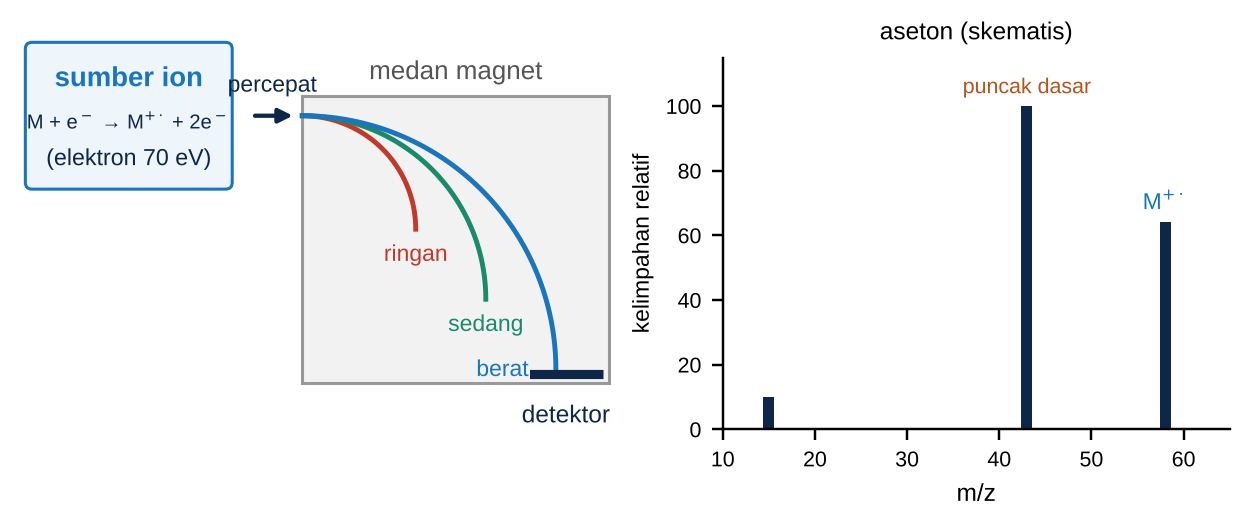 sumber ion
M + e⁻ → M⁺˙ + 2e⁻
(elektron 70 eV)
percepat
medan magnet
ringan
sedang
berat
detektor
aseton (skematis)
puncak dasar
M⁺˙
kelimpahan relatif
100
80
60
40
20
0
10 20 30 40 50 60
m/z